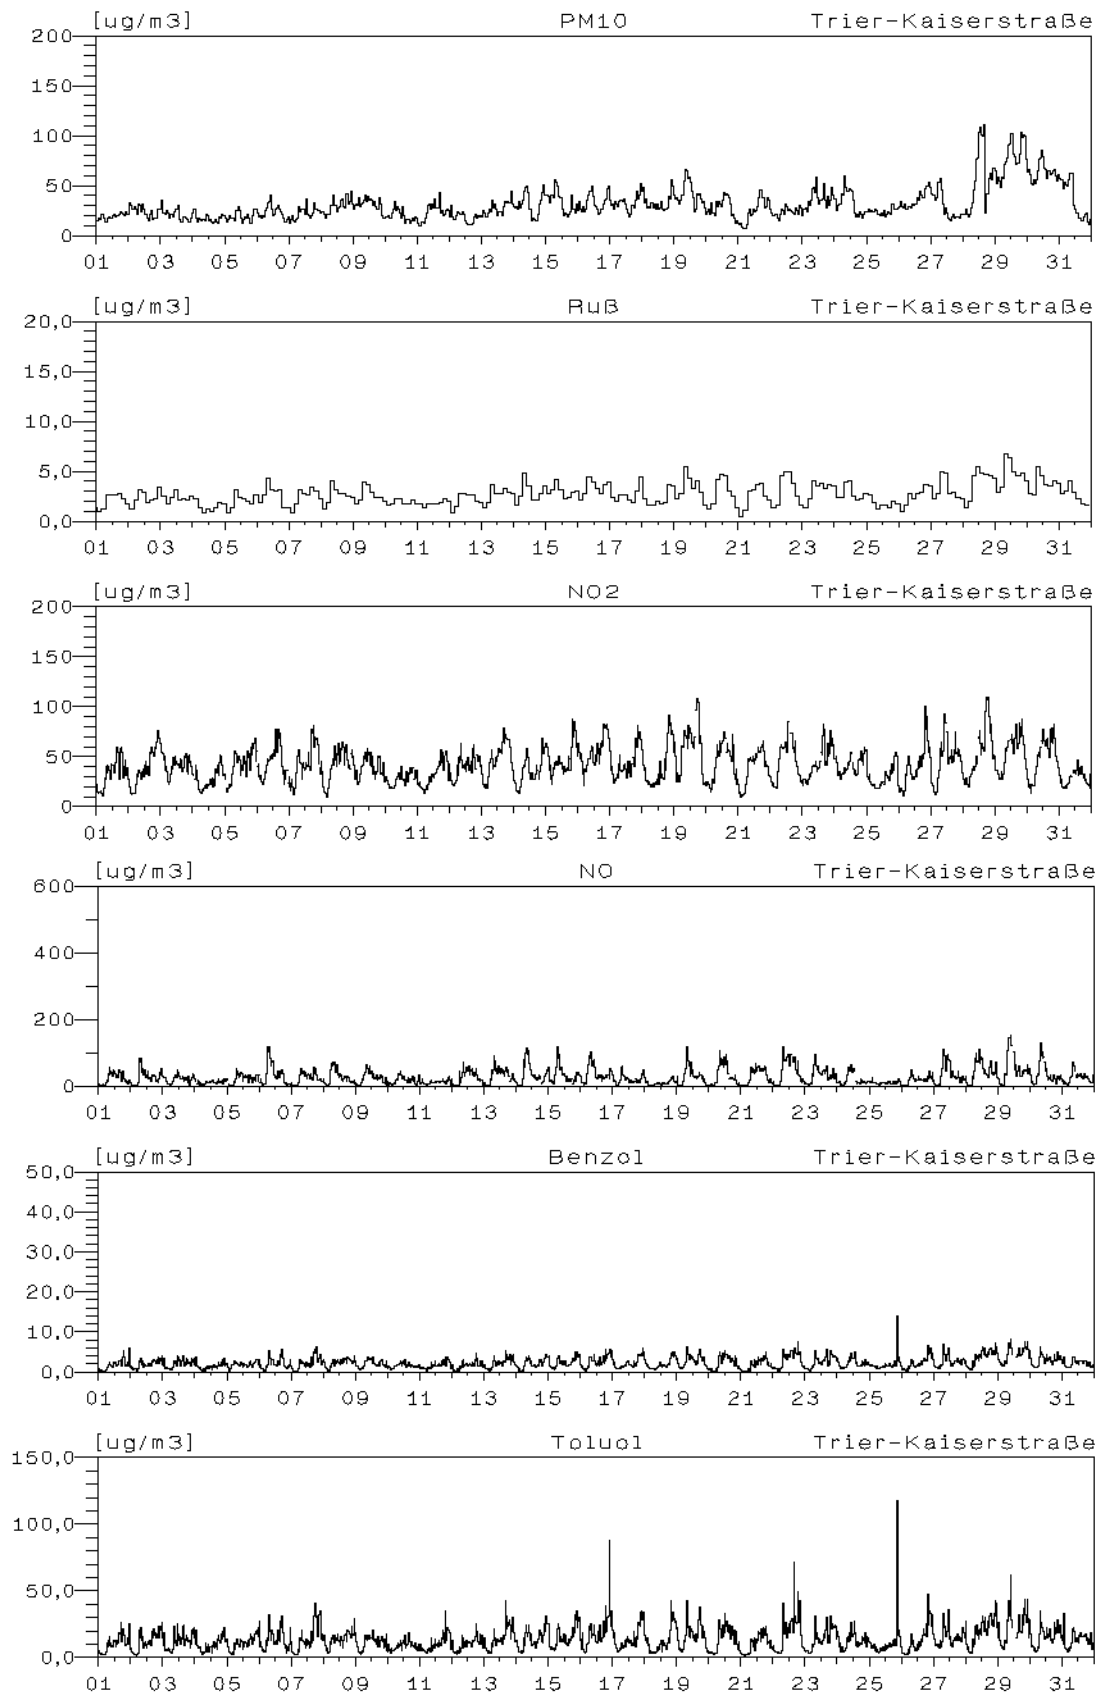 [ug/m3] PM10 Trier-Kaiserstraße
200
150
100
50
0
01 03 05 07 09 11 13 15 17 19 21 23 25 27 29 31
[ug/m3] Ruß Trier-Kaiserstraße
20,0
15,0
10,0
5,0
0,0
01 03 05 07 09 11 13 15 17 19 21 23 25 27 29 31
[ug/m3] NO2 Trier-Kaiserstraße
200
150
100
50
0
01 03 05 07 09 11 13 15 17 19 21 23 25 27 29 31
[ug/m3] NO Trier-Kaiserstraße
600
400
200
0
01 03 05 07 09 11 13 15 17 19 21 23 25 27 29 31
[ug/m3] Benzol Trier-Kaiserstraße
50,0
40,0
30,0
20,0
10,0
0,0
01 03 05 07 09 11 13 15 17 19 21 23 25 27 29 31
[ug/m3] Toluol Trier-Kaiserstraße
150,0
100,0
50,0
0,0
01 03 05 07 09 11 13 15 17 19 21 23 25 27 29 31